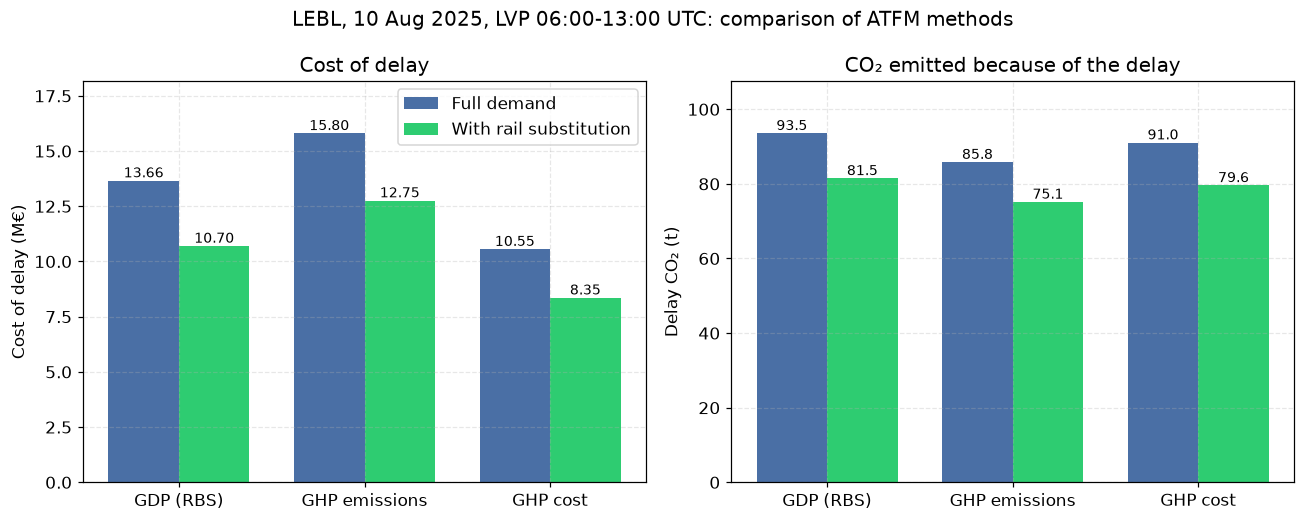 LEBL, 10 Aug 2025, LVP 06:00-13:00 UTC: comparison of ATFM methods
Cost of delay
Cost of delay (M€)
17.5
15.0
12.5
10.0
7.5
5.0
2.5
0.0
Full demand
With rail substitution
13.66
10.70
15.80
12.75
10.55
8.35
GDP (RBS)
GHP emissions
GHP cost
CO₂ emitted because of the delay
Delay CO₂ (t)
100
80
60
40
20
0
93.5
81.5
85.8
75.1
91.0
79.6
GDP (RBS)
GHP emissions
GHP cost